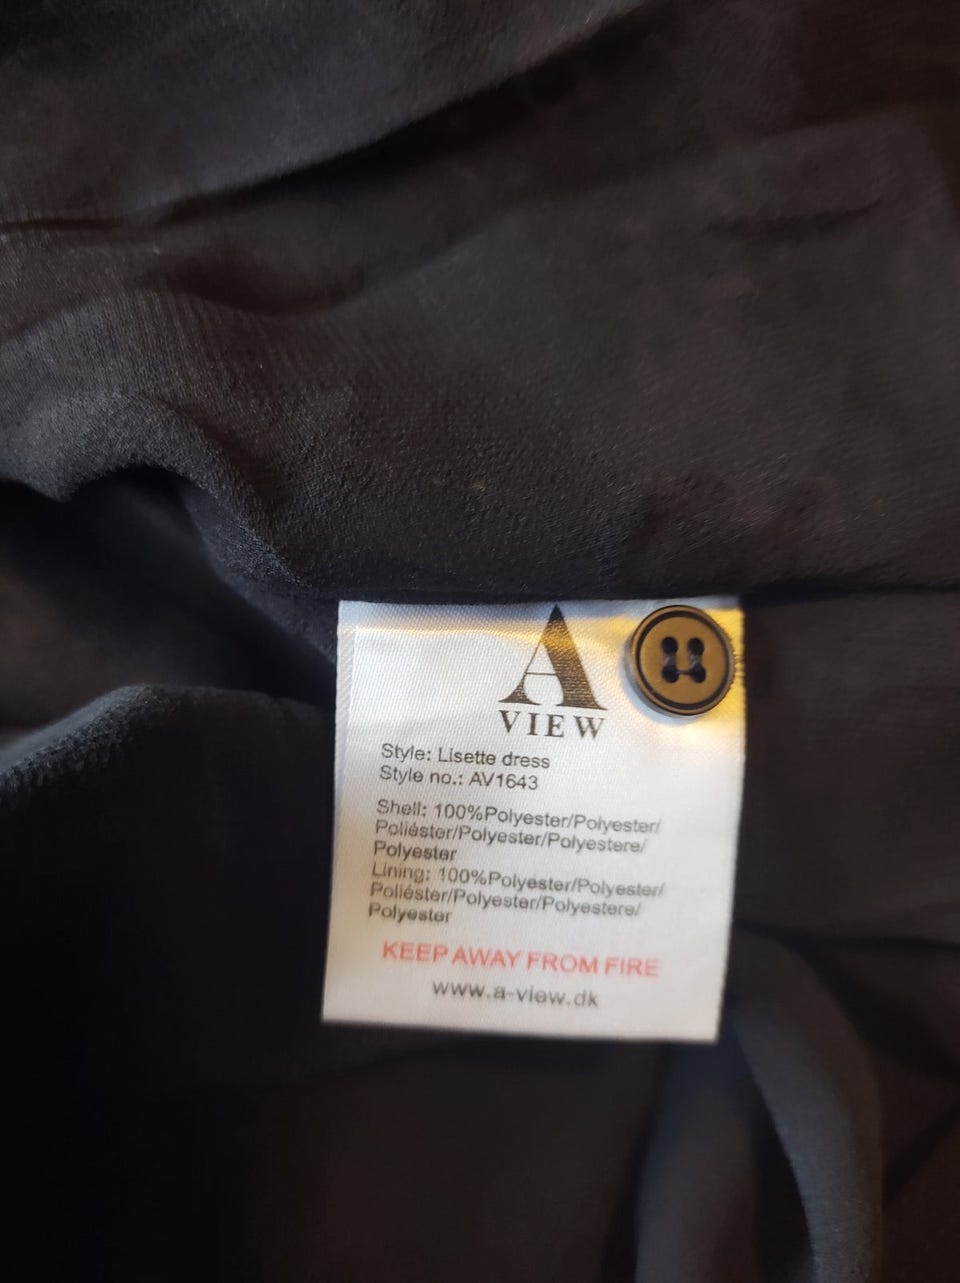 A
VIEW
Style: Lisette dress
Style no.: AV1643
Shell: 100%Polyester/Polyester/
Poliéster/Polyester/Polyestere/
Polyester
Lining: 100%Polyester/Polyester/
Poliéster/Polyester/Polyestere/
Polyester
KEEP AWAY FROM FIRE
www.a-view.dk